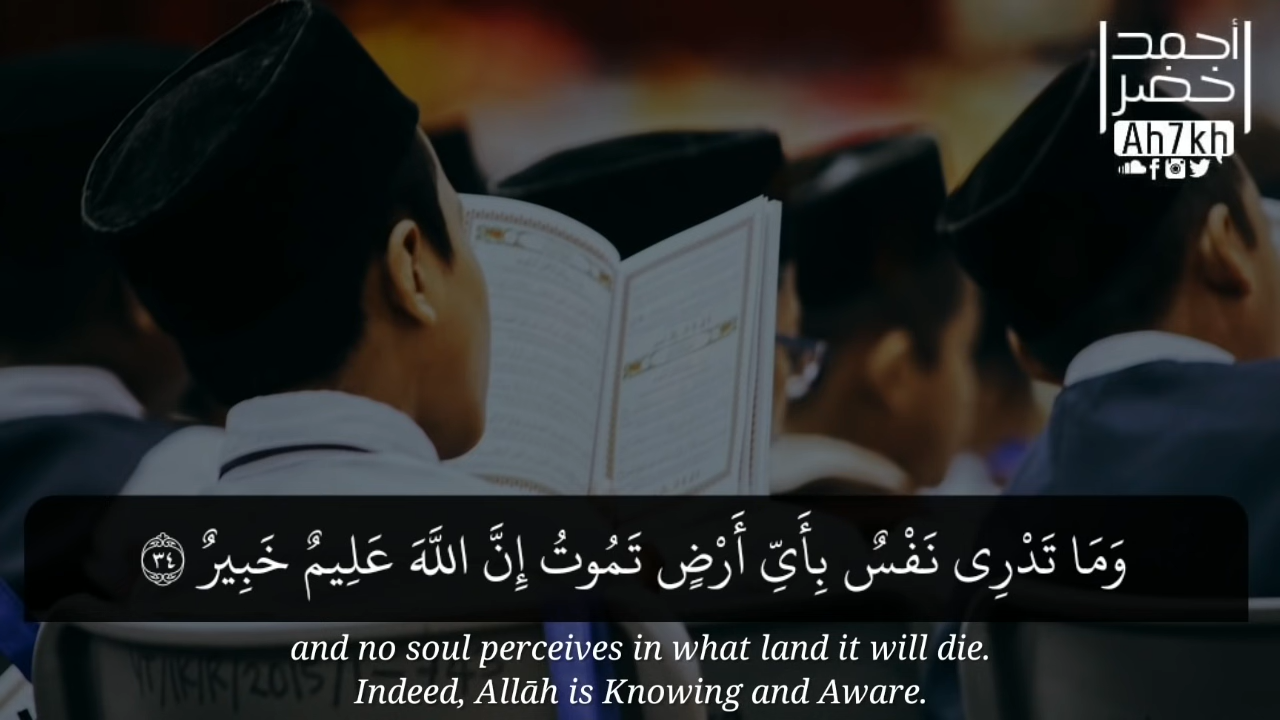 أحمد
خضر
Ah7kh
وَمَا تَدْرِى نَفْسٌ بِأَىِّ أَرْضٍ تَمُوتُ إِنَّ اللَّهَ عَلِيمٌ خَبِيرٌ ٣٤
and no soul perceives in what land it will die.
Indeed, Allāh is Knowing and Aware.